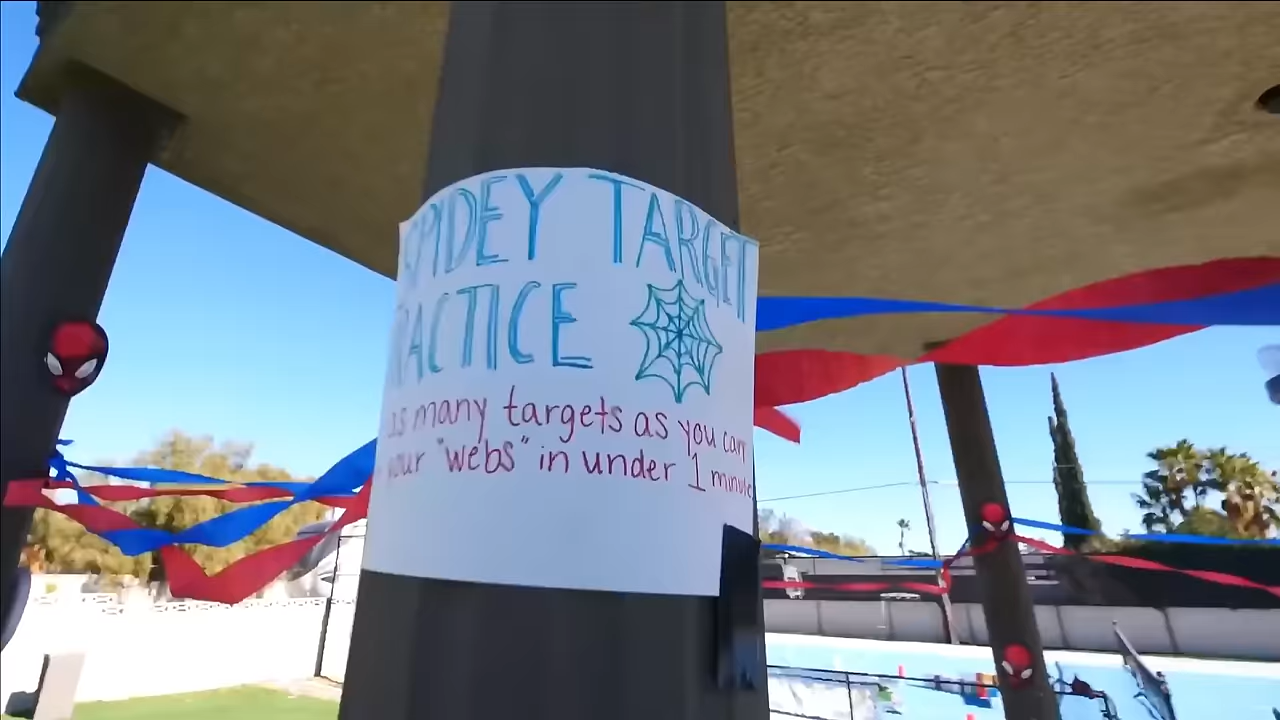 SPIDEY TARGET
PRACTICE
as many targets as you can
your "webs" in under 1 minute